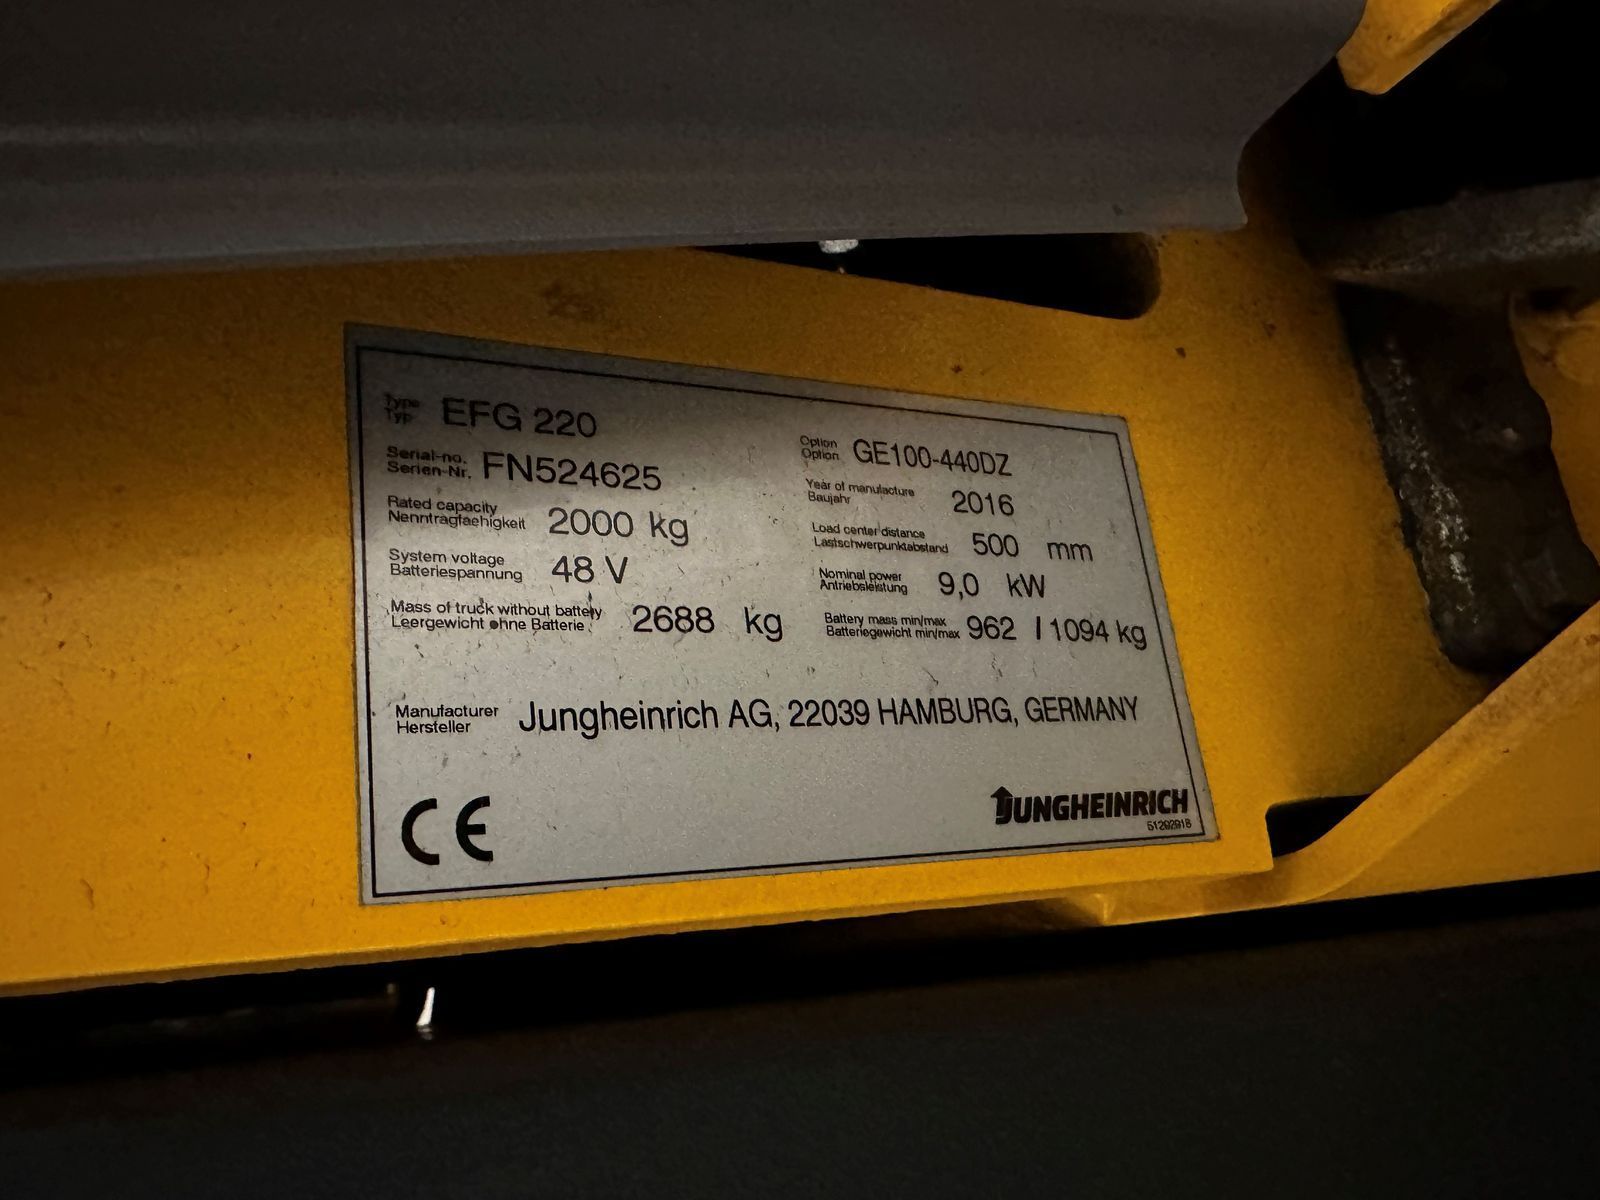 Type
Typ EFG 220
Option
Option GE100-440DZ
Serial-no.
Serien-Nr. FN524625
Year of manufacture
Baujahr 2016
Rated capacity
Nenntragfaehigkeit 2000 kg
Load center distance
Lastschwerpunktabstand 500 mm
System voltage
Batteriespannung 48 V
Nominal power
Antriebsleistung 9,0 kW
Mass of truck without battery
Leergewicht ohne Batterie 2688 kg
Battery mass min/max
Batteriegewicht min/max 962 / 1094 kg
Manufacturer
Hersteller Jungheinrich AG, 22039 HAMBURG, GERMANY
CE
JUNGHEINRICH
51292918